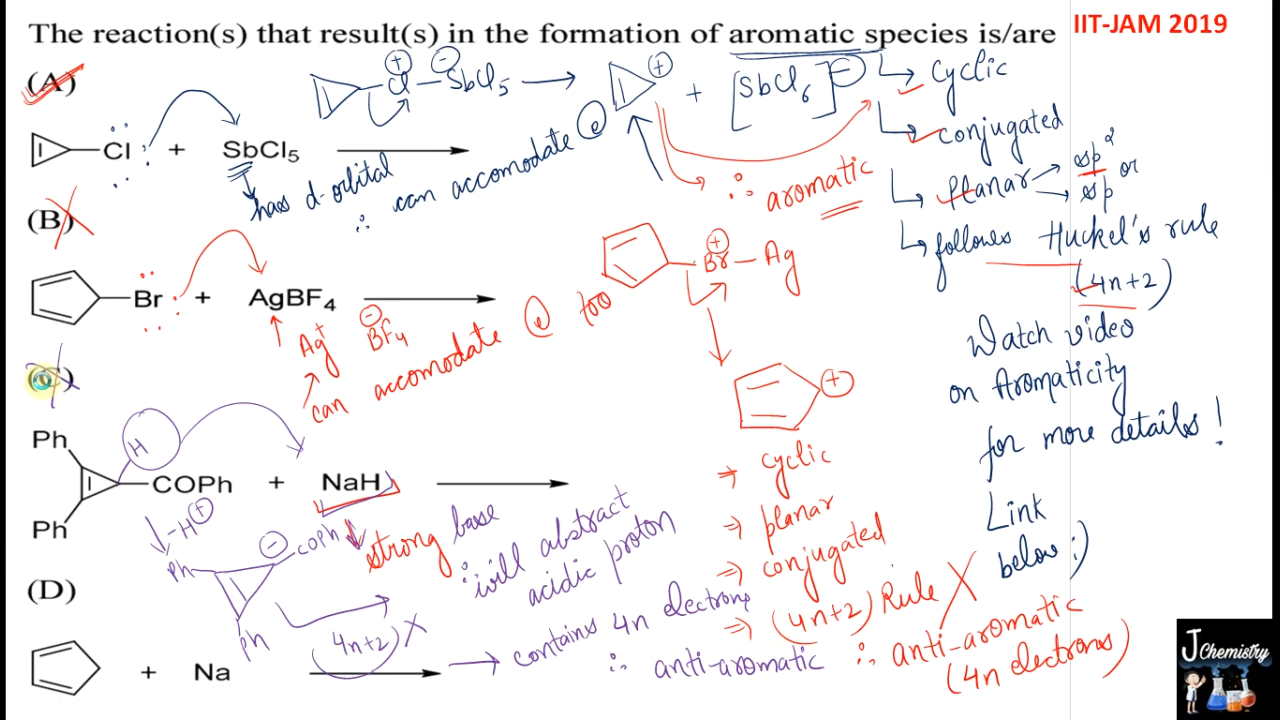 The reaction(s) that result(s) in the formation of aromatic species is/are
IIT-JAM 2019
(A)
Cl + SbCl5
Cl ⊕ – ⊖ SbCl5 → ⊕ + [SbCl6]⊖
has d-orbital
∴ can accomodate e
∴ aromatic
cyclic
conjugated
Planar → sp2 or
sp
follows Huckel's rule
(4n+2)
(B)
Br + AgBF4
Ag+ BF4 ⊖
can accomodate e too
Br ⊕ – Ag
⊕
⇒ cyclic
⇒ planar
⇒ conjugated
⇒ (4n+2) Rule X
∴ anti-aromatic
(4n electrons)
Watch video
on Aromaticity
for more details!
Link
below :)
(C)
Ph
H
COPh + NaH
Ph
-H⊕
Ph ⊖ COPh
Ph
strong base
∴ will abstract
acidic proton
(4n+2) X
→ contains 4n electrons
∴ anti-aromatic
(D)
+ Na
J Chemistry